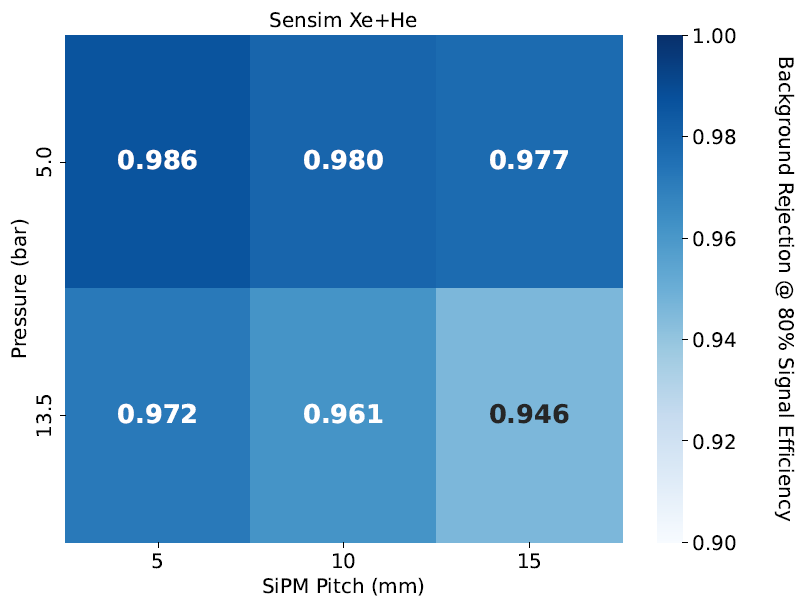 Sensim Xe+He
Pressure (bar)
5.0
13.5
0.986 0.980 0.977
0.972 0.961 0.946
5 10 15
SiPM Pitch (mm)
1.00
0.98
0.96
0.94
0.92
0.90
Background Rejection @ 80% Signal Efficiency